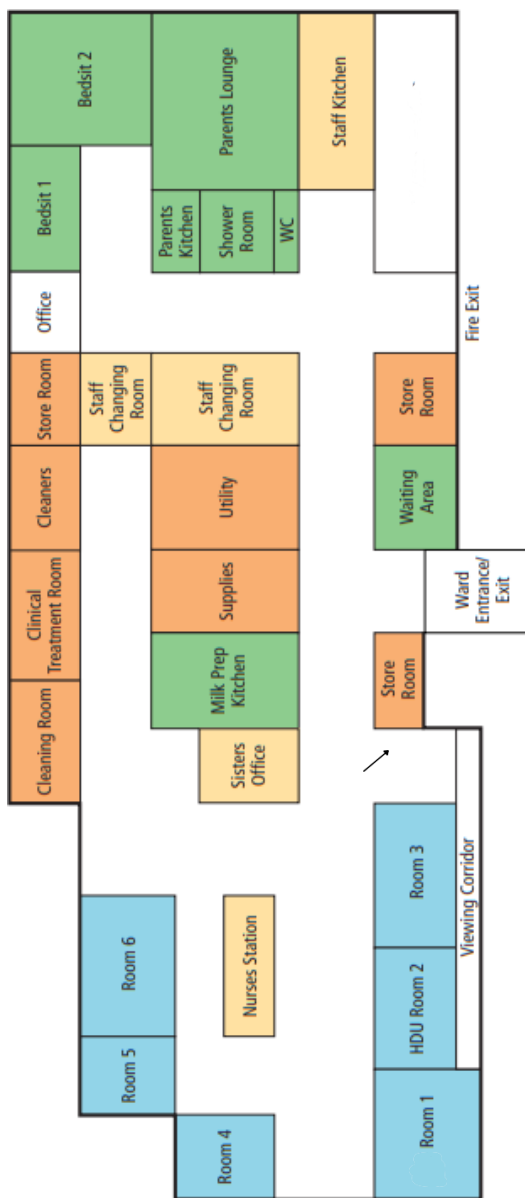 Bedsit 2
Parents Lounge
Staff Kitchen
Bedsit 1
Parents
Kitchen
Shower
Room
WC
Office
Fire Exit
Store Room
Staff
Changing
Room
Staff
Changing
Room
Store
Room
Cleaners
Utility
Waiting
Area
Clinical
Treatment Room
Supplies
Ward
Entrance/
Exit
Cleaning Room
Milk Prep
Kitchen
Store
Room
Sisters
Office
Room 6
Nurses Station
Room 3
Viewing Corridor
Room 5
HDU Room 2
Room 4
Room 1